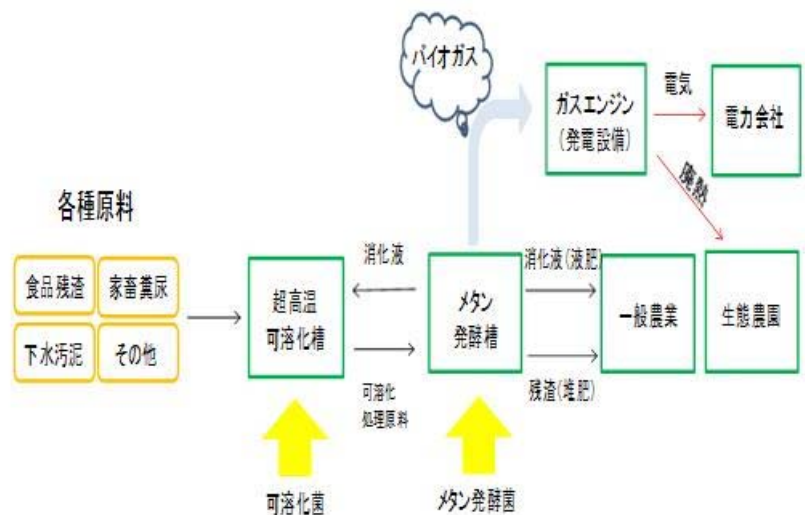 バイオガス
ガスエンジン
(発電設備)
電気
電力会社
廃熱
各種原料
食品残渣
家畜糞尿
下水汚泥
その他
超高温
可溶化槽
消化液
可溶化
処理原料
メタン
発酵槽
消化液(液肥)
残渣(堆肥)
一般農業
生態農園
可溶化菌
メタン発酵菌